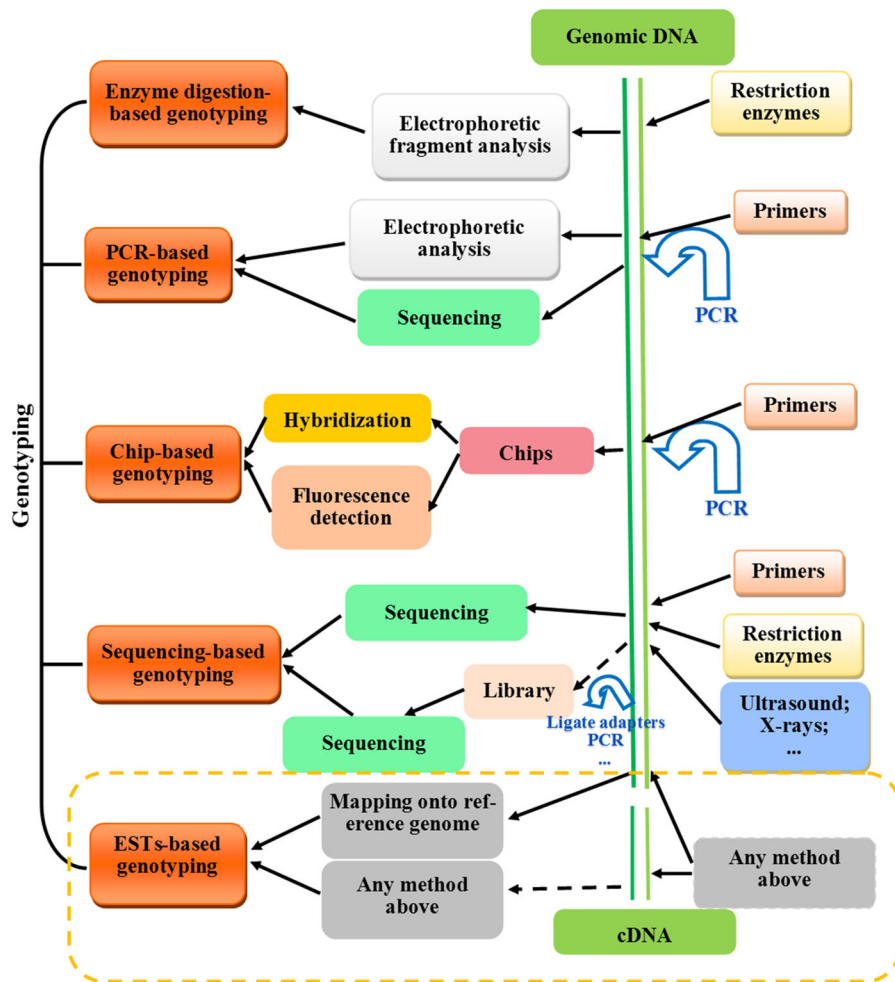 Genomic DNA
Enzyme digestion-
based genotyping
Electrophoretic
fragment analysis
Restriction
enzymes
PCR-based
genotyping
Electrophoretic
analysis
Primers
Sequencing
PCR
Genotyping
Chip-based
genotyping
Hybridization
Fluorescence
detection
Chips
Primers
PCR
Sequencing-based
genotyping
Sequencing
Primers
Restriction
enzymes
Library
Sequencing
Ligate adapters
PCR
...
Ultrasound;
X-rays;
...
ESTs-based
genotyping
Mapping onto ref-
erence genome
Any method
above
Any method
above
cDNA